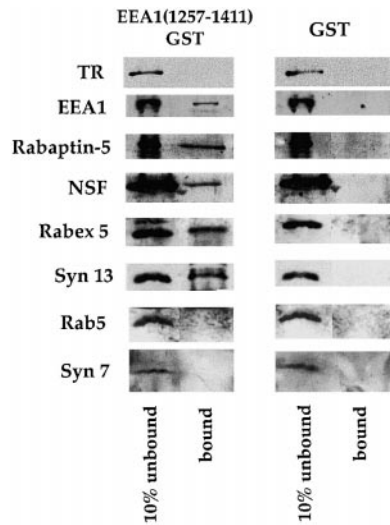 EEA1(1257-1411)
GST
GST
TR
EEA1
Rabaptin-5
NSF
Rabex 5
Syn 13
Rab5
Syn 7
10% unbound
bound
10% unbound
bound